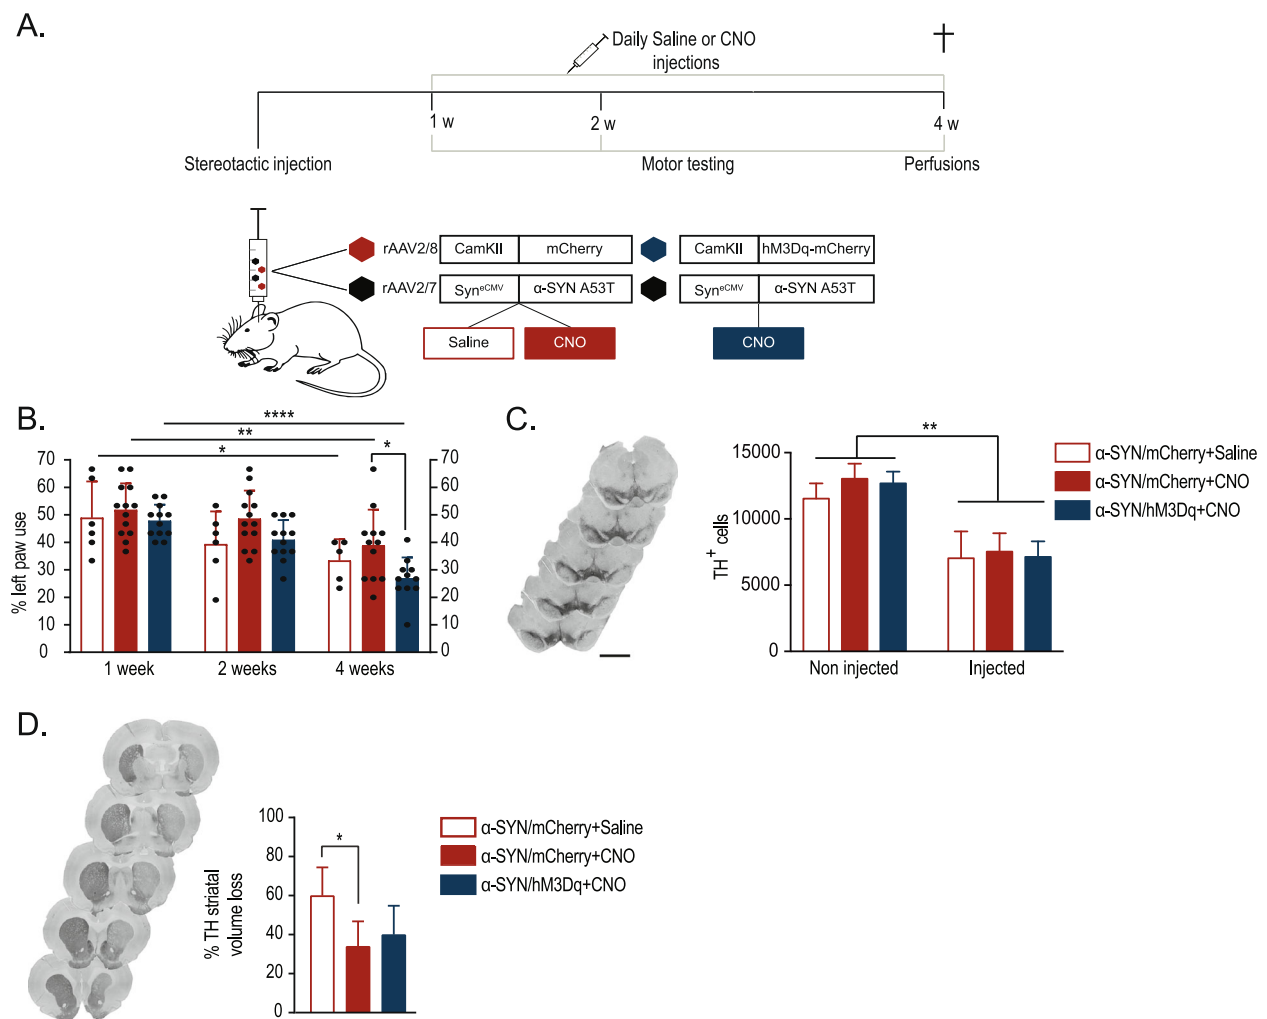 A.
Daily Saline or CNO
injections
1 w
2 w
4 w
Stereotactic injection
Motor testing
Perfusions
rAAV2/8 CamKII mCherry CamKII hM3Dq-mCherry
rAAV2/7 Syn^eCMV α-SYN A53T Syn^eCMV α-SYN A53T
Saline CNO CNO
B.
****
**
*
*
% left paw use
70 70
60 60
50 50
40 40
30 30
20 20
10 10
0 0
1 week 2 weeks 4 weeks
C.
**
TH+ cells
15000
10000
5000
0
Non injected Injected
α-SYN/mCherry+Saline
α-SYN/mCherry+CNO
α-SYN/hM3Dq+CNO
D.
% TH striatal
volume loss
100
80
60
40
20
0
*
α-SYN/mCherry+Saline
α-SYN/mCherry+CNO
α-SYN/hM3Dq+CNO